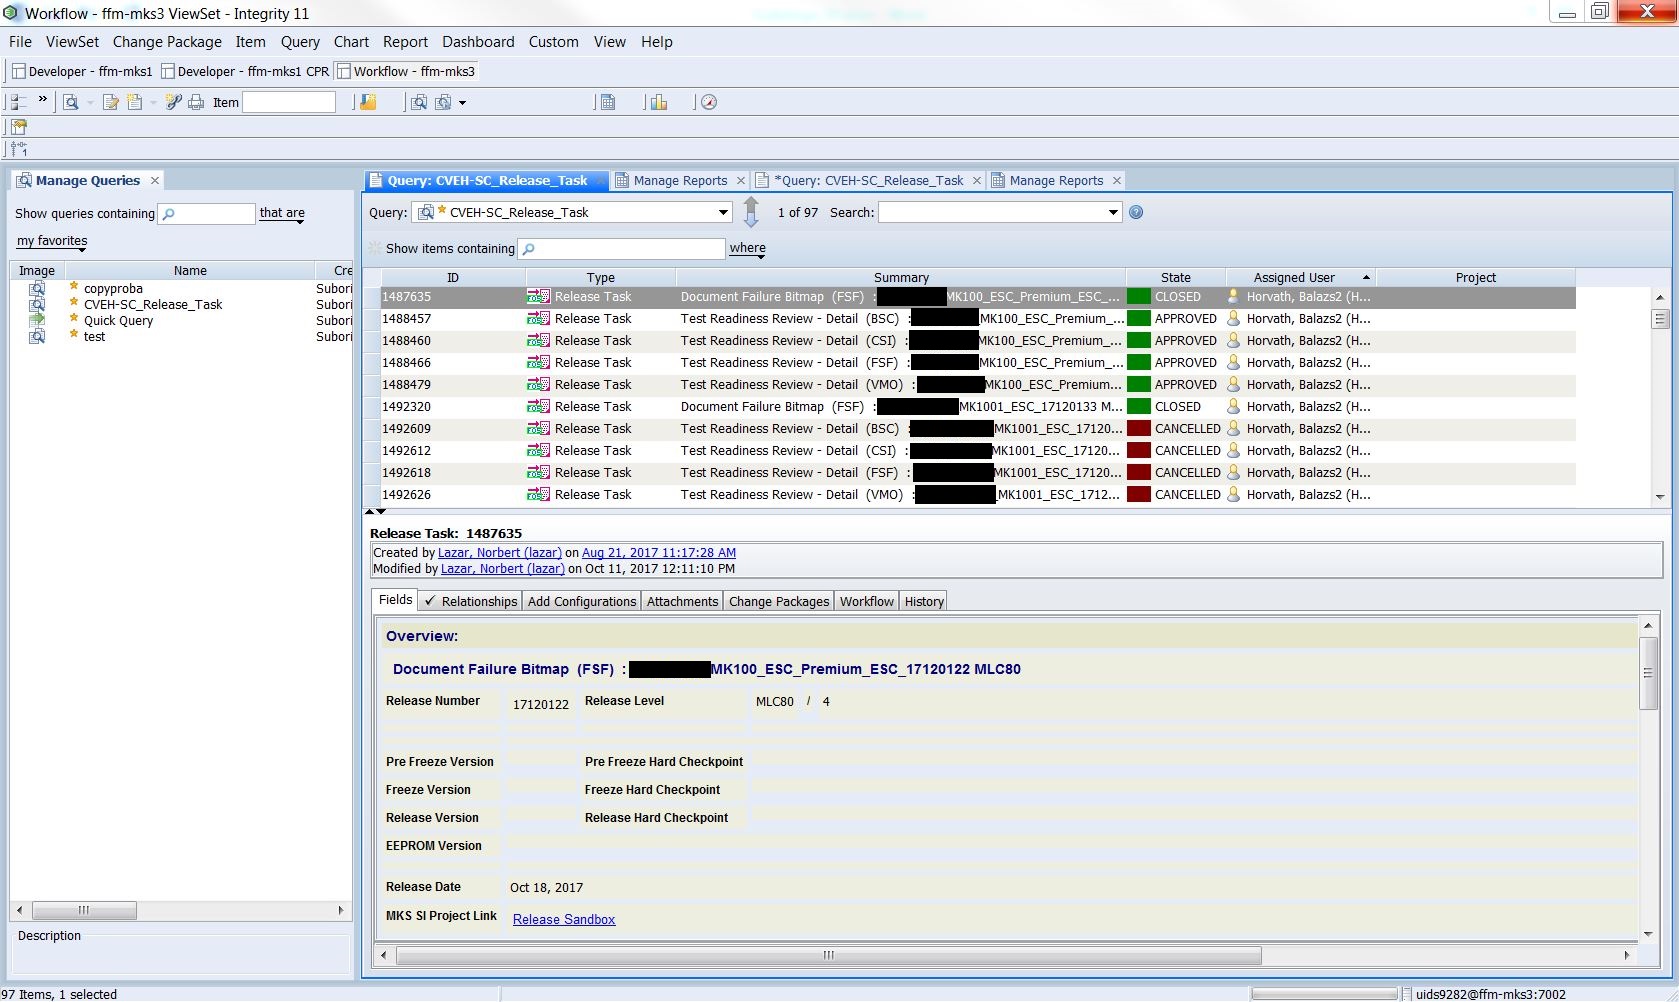 Workflow - ffm-mks3 ViewSet - Integrity 11
File ViewSet Change Package Item Query Chart Report Dashboard Custom View Help
Developer - ffm-mks1 Developer - ffm-mks1 CPR Workflow - ffm-mks3
» Item
Manage Queries
Show queries containing that are
my favorites
Image Name Cre
copyproba Subori
CVEH-SC_Release_Task Subori
Quick Query Subori
test Subori
Description
Query: CVEH-SC_Release_Task Manage Reports *Query: CVEH-SC_Release_Task Manage Reports
Query: CVEH-SC_Release_Task 1 of 97 Search:
Show items containing where
ID Type Summary State Assigned User Project
1487635 Release Task Document Failure Bitmap (FSF) : MK100_ESC_Premium_ESC_... CLOSED Horvath, Balazs2 (H...
1488457 Release Task Test Readiness Review - Detail (BSC) : MK100_ESC_Premium_... APPROVED Horvath, Balazs2 (H...
1488460 Release Task Test Readiness Review - Detail (CSI) : MK100_ESC_Premium_... APPROVED Horvath, Balazs2 (H...
1488466 Release Task Test Readiness Review - Detail (FSF) : MK100_ESC_Premium_... APPROVED Horvath, Balazs2 (H...
1488479 Release Task Test Readiness Review - Detail (VMO) : MK100_ESC_Premium... APPROVED Horvath, Balazs2 (H...
1492320 Release Task Document Failure Bitmap (FSF) : MK1001_ESC_17120133 M... CLOSED Horvath, Balazs2 (H...
1492609 Release Task Test Readiness Review - Detail (BSC) : MK1001_ESC_17120... CANCELLED Horvath, Balazs2 (H...
1492612 Release Task Test Readiness Review - Detail (CSI) : MK1001_ESC_17120... CANCELLED Horvath, Balazs2 (H...
1492618 Release Task Test Readiness Review - Detail (FSF) : MK1001_ESC_17120... CANCELLED Horvath, Balazs2 (H...
1492626 Release Task Test Readiness Review - Detail (VMO) : MK1001_ESC_1712... CANCELLED Horvath, Balazs2 (H...
Release Task: 1487635
Created by Lazar, Norbert (lazar) on Aug 21, 2017 11:17:28 AM
Modified by Lazar, Norbert (lazar) on Oct 11, 2017 12:11:10 PM
Fields ✓ Relationships Add Configurations Attachments Change Packages Workflow History
Overview:
Document Failure Bitmap (FSF) : MK100_ESC_Premium_ESC_17120122 MLC80
Release Number 17120122 Release Level MLC80 / 4
Pre Freeze Version Pre Freeze Hard Checkpoint
Freeze Version Freeze Hard Checkpoint
Release Version Release Hard Checkpoint
EEPROM Version
Release Date Oct 18, 2017
MKS SI Project Link Release Sandbox
97 Items, 1 selected uids9282@ffm-mks3:7002